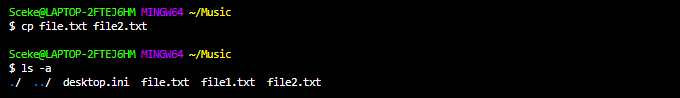 Sceke@LAPTOP-2FTEJ6HM MINGW64 ~/Music
$ cp file.txt file2.txt
Sceke@LAPTOP-2FTEJ6HM MINGW64 ~/Music
$ ls -a
./  ../  desktop.ini  file.txt  file1.txt  file2.txt